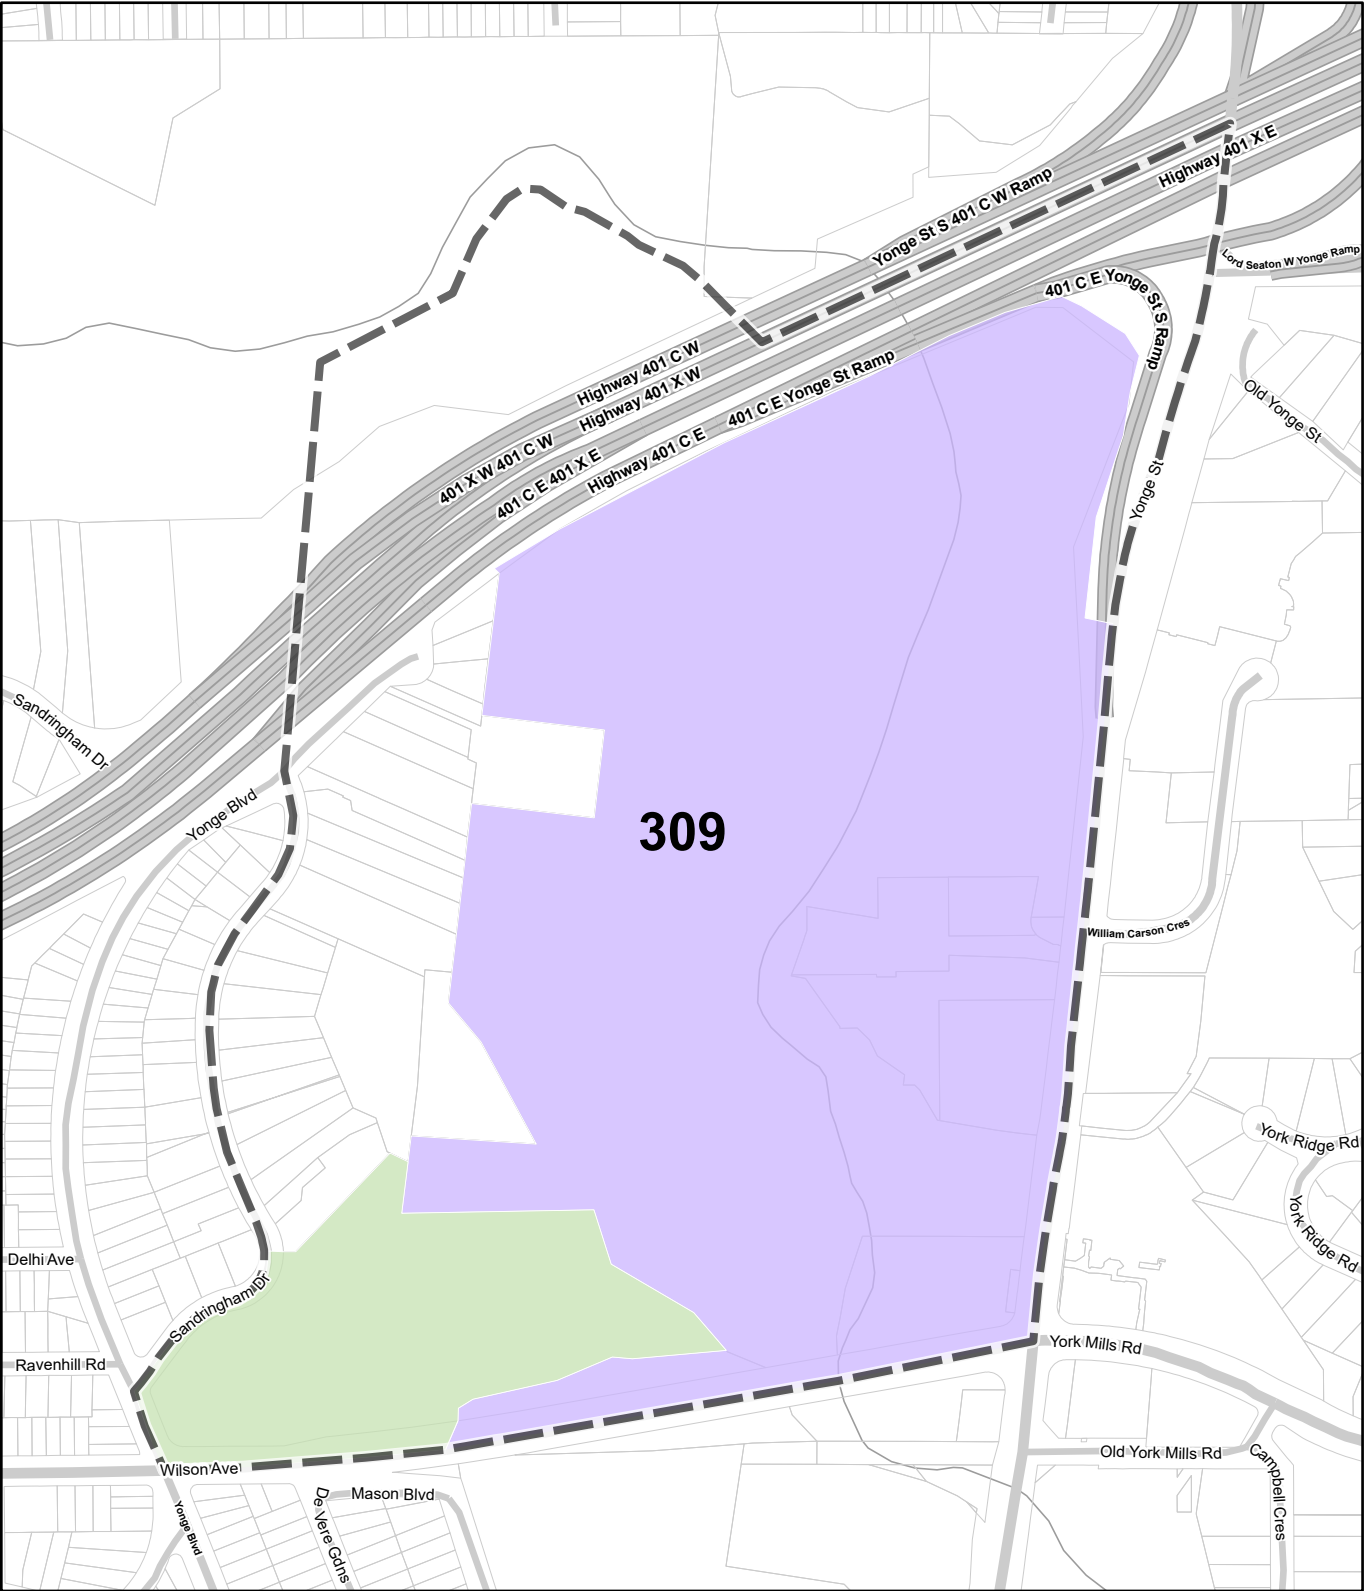 Yonge St S 401 C W Ramp
Highway 401 X E
Lord Seaton W Yonge Ramp
401 C E Yonge St S Ramp
Highway 401 C W
Highway 401 X W
401 C E Yonge St Ramp
Old Yonge St
401 X W 401 C W
Highway 401 C E
401 C E 401 X E
Yonge St
Sandringham Dr
Yonge Blvd
309
William Carson Cres
York Ridge Rd
York Ridge Rd
Delhi Ave
Sandringham Dr
Ravenhill Rd
York Mills Rd
Wilson Ave
Old York Mills Rd
Mason Blvd
Yonge Blvd
De Vere Gdns
Campbell Cres